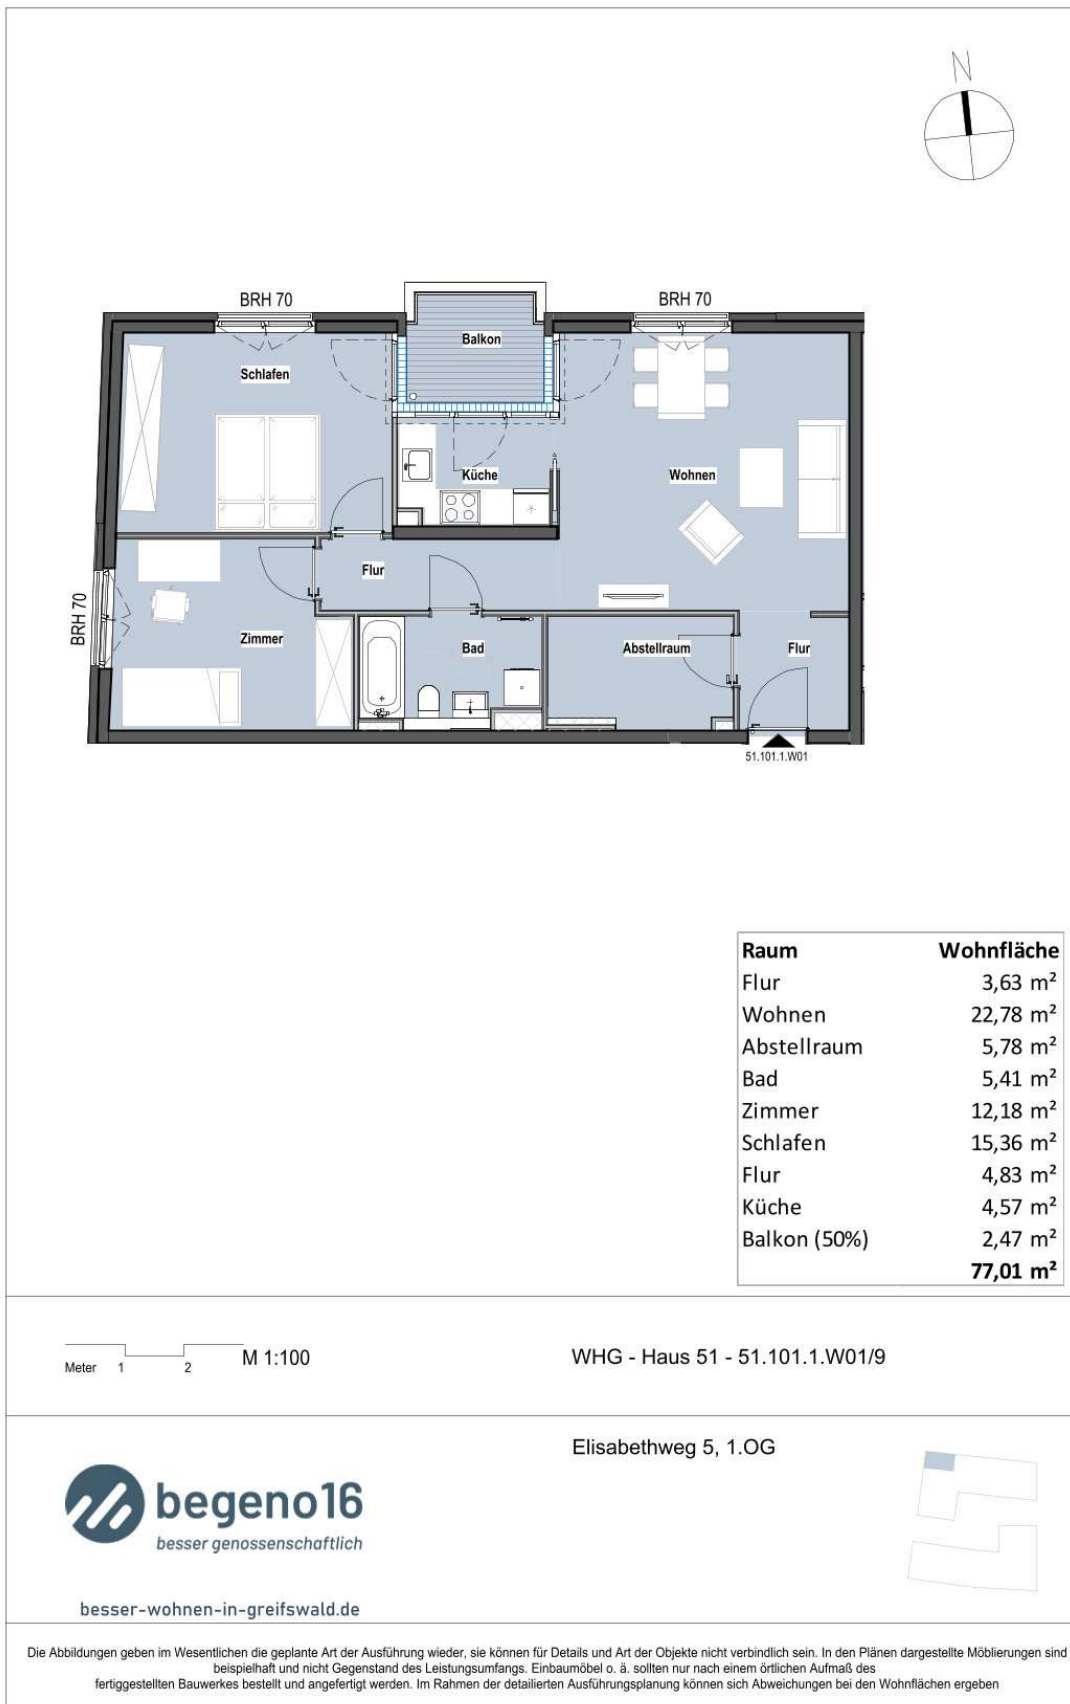 N
BRH 70
BRH 70
Balkon
Schlafen
Küche
Wohnen
Flur
BRH 70
Zimmer
Bad
Abstellraum
Flur
51.101.1.W01
Raum Wohnfläche
Flur 3,63 m²
Wohnen 22,78 m²
Abstellraum 5,78 m²
Bad 5,41 m²
Zimmer 12,18 m²
Schlafen 15,36 m²
Flur 4,83 m²
Küche 4,57 m²
Balkon (50%) 2,47 m²
77,01 m²
Meter 1 2 M 1:100
WHG - Haus 51 - 51.101.1.W01/9
Elisabethweg 5, 1.OG
begeno16
besser genossenschaftlich
besser-wohnen-in-greifswald.de
Die Abbildungen geben im Wesentlichen die geplante Art der Ausführung wieder, sie können für Details und Art der Objekte nicht verbindlich sein. In den Plänen dargestellte Möblierungen sind
beispielhaft und nicht Gegenstand des Leistungsumfangs. Einbaumöbel o. ä. sollten nur nach einem örtlichen Aufmaß des
fertiggestellten Bauwerkes bestellt und angefertigt werden. Im Rahmen der detailierten Ausführungsplanung können sich Abweichungen bei den Wohnflächen ergeben